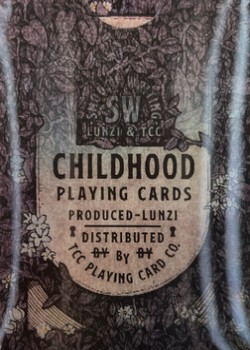 SW
LUNZI & TCC
CHILDHOOD
PLAYING CARDS
PRODUCED-LUNZI
DISTRIBUTED
BY BY BY
TCC PLAYING CARD CO.